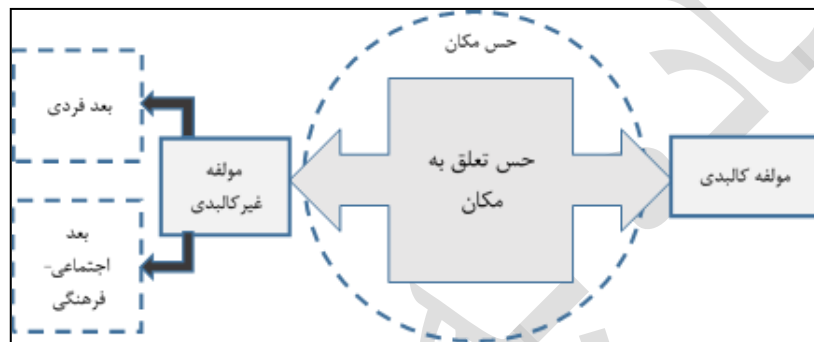 حس مکان
مولفه کالبدی
حس تعلق به
مکان
مولفه
غیرکالبدی
بعد فردی
بعد
اجتماعی-
فرهنگی